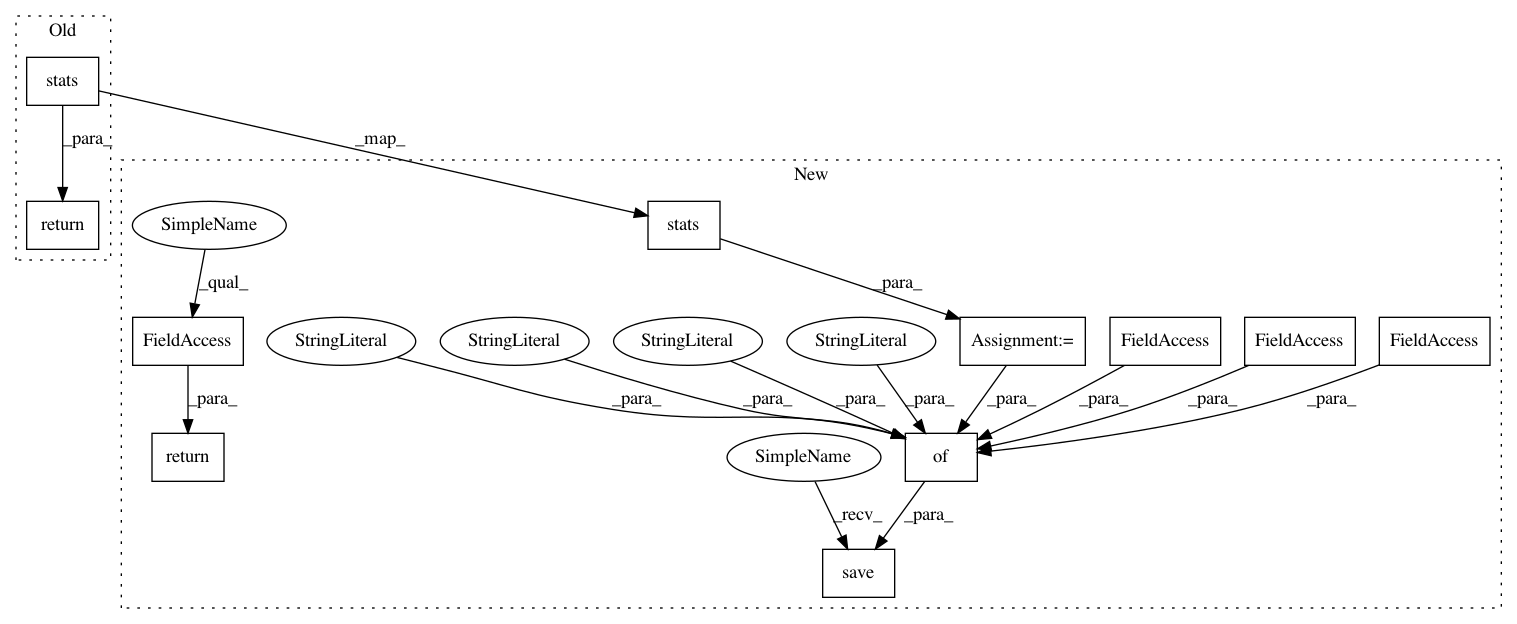 Old
stats
_para_
_map_
return
New
SimpleName
stats
_qual_
_para_
FieldAccess
StringLiteral
StringLiteral
StringLiteral
StringLiteral
Assignment:=
FieldAccess
FieldAccess
FieldAccess
_para_
_para_
_para_
_para_
_para_
_para_
_para_
_para_
_para_
return
SimpleName
of
_recv_
_para_
save